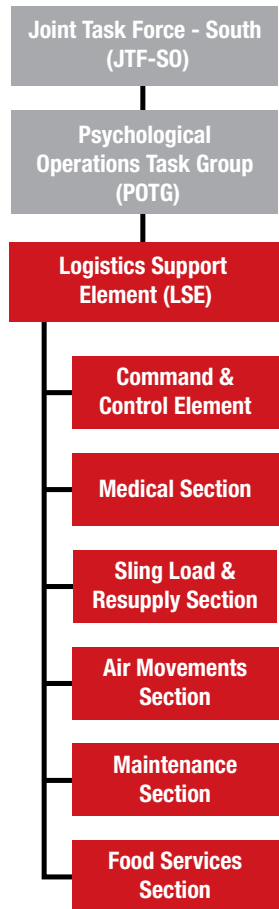 Joint Task Force - South
(JTF-SO)
Psychological
Operations Task Group
(POTG)
Logistics Support
Element (LSE)
Command &
Control Element
Medical Section
Sling Load &
Resupply Section
Air Movements
Section
Maintenance
Section
Food Services
Section